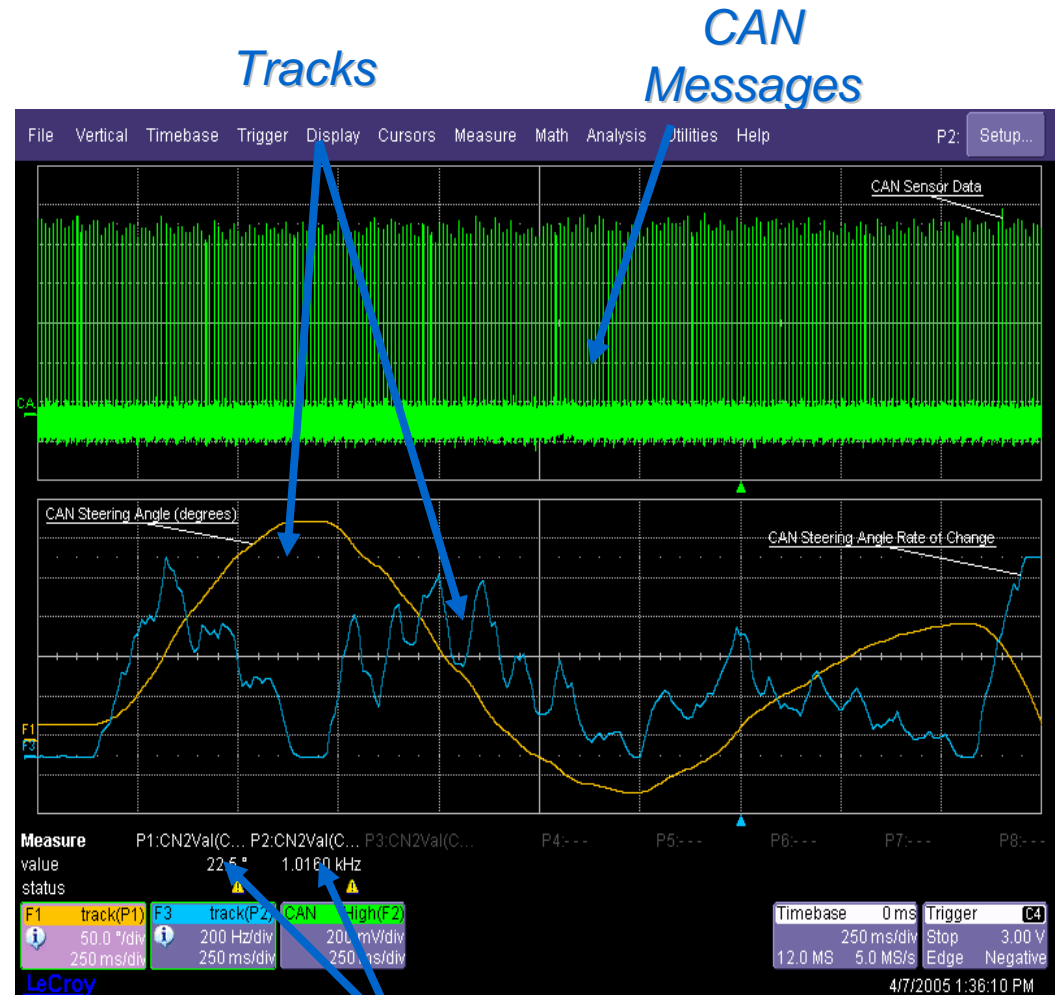 Tracks
CAN
Messages
File Vertical Timebase Trigger Display Cursors Measure Math Analysis Utilities Help P2: Setup...
CAN Sensor Data
CA
CAN Steering Angle (degrees)
CAN Steering Angle Rate of Change
F1
F3
Measure P1:CN2Val(C... P2:CN2Val(C... P3:CN2Val(C... P4:- - - P5:- - - P6:- - - P7:- - - P8:- - -
value 22.5 ° 1.0160 kHz
status
F1 track(P1) F3 track(P2) CAN High(F2) Timebase 0 ms Trigger C4
50.0 °/div 200 Hz/div 200 mV/div 250 ms/div Stop 3.00 V
250 ms/div 250 ms/div 250 ms/div 12.0 MS 5.0 MS/s Edge Negative
LeCroy 4/7/2005 1:36:10 PM